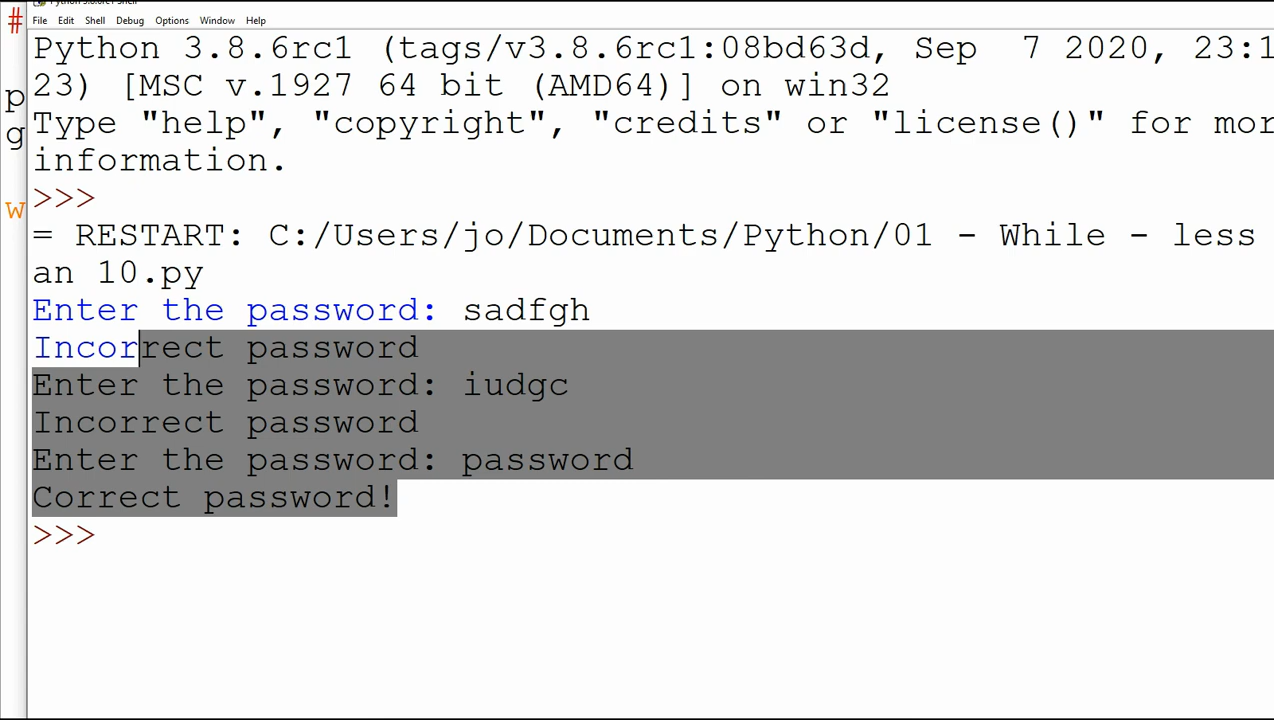 File Edit Shell Debug Options Window Help
#
Python 3.8.6rc1 (tags/v3.8.6rc1:08bd63d, Sep 7 2020, 23:1
p 23) [MSC v.1927 64 bit (AMD64)] on win32
g Type "help", "copyright", "credits" or "license()" for mor
information.
w >>>
= RESTART: C:/Users/jo/Documents/Python/01 - While - less
an 10.py
Enter the password: sadfgh
Incorrect password
Enter the password: iudgc
Incorrect password
Enter the password: password
Correct password!
>>>